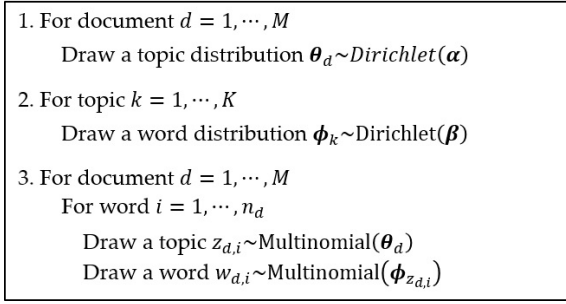 1. For document d = 1, ⋯, M
Draw a topic distribution θ_d~Dirichlet(α)
2. For topic k = 1, ⋯, K
Draw a word distribution ϕ_k~Dirichlet(β)
3. For document d = 1, ⋯, M
For word i = 1, ⋯, n_d
Draw a topic z_{d,i}~Multinomial(θ_d)
Draw a word w_{d,i}~Multinomial(ϕ_{z_{d,i}})